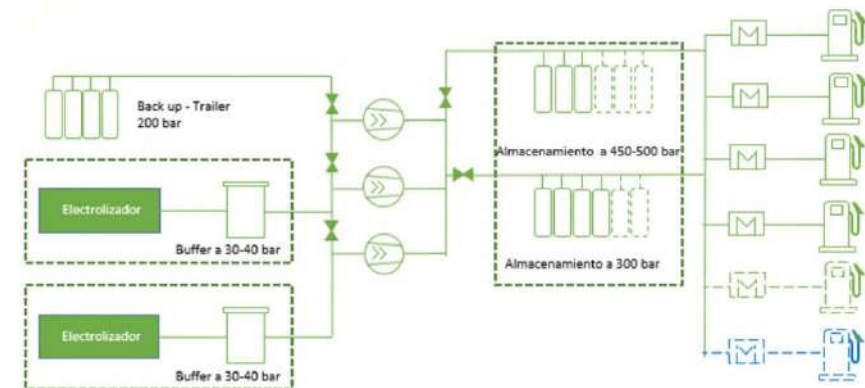 Back up - Trailer
200 bar
Electrolizador
Buffer a 30-40 bar
Electrolizador
Buffer a 30-40 bar
Almacenamiento a 450-500 bar
Almacenamiento a 300 bar